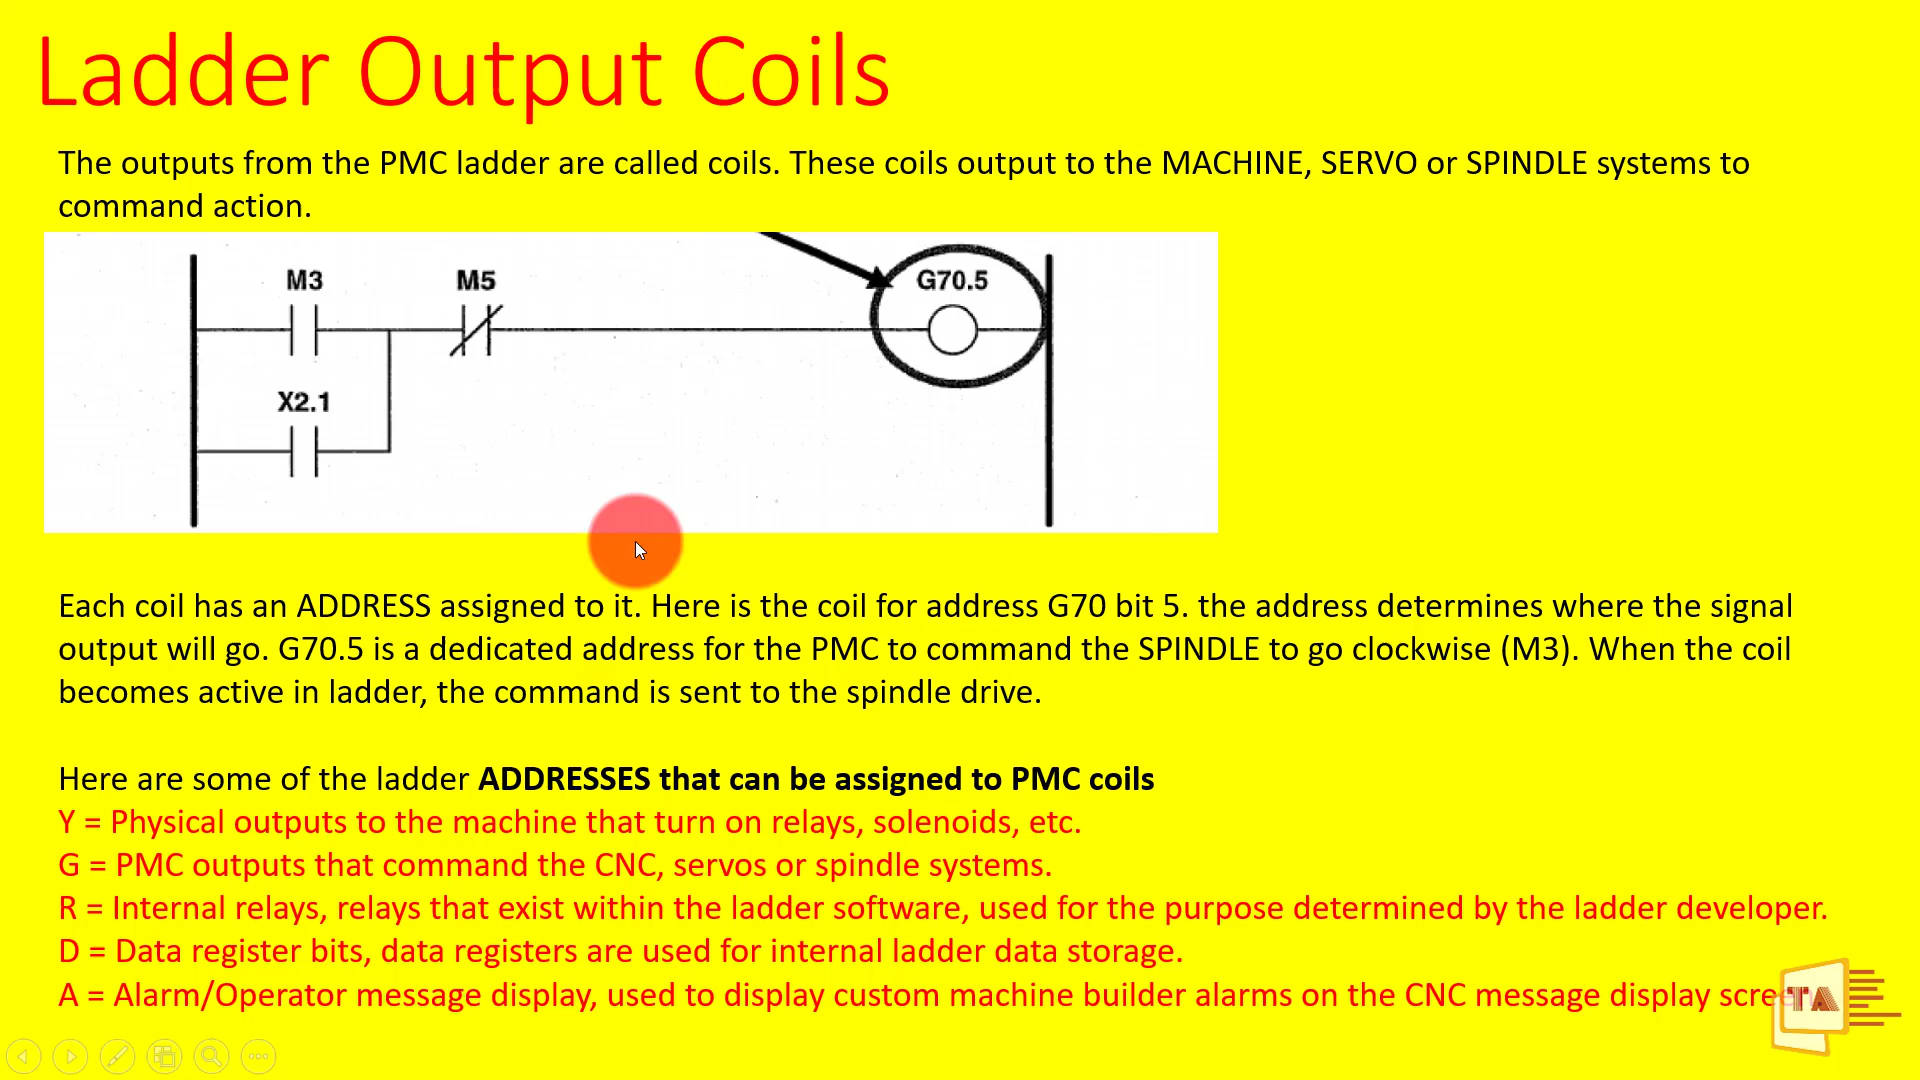 Ladder Output Coils
The outputs from the PMC ladder are called coils. These coils output to the MACHINE, SERVO or SPINDLE systems to
command action.
M3 M5 G70.5
X2.1
Each coil has an ADDRESS assigned to it. Here is the coil for address G70 bit 5. the address determines where the signal
output will go. G70.5 is a dedicated address for the PMC to command the SPINDLE to go clockwise (M3). When the coil
becomes active in ladder, the command is sent to the spindle drive.
Here are some of the ladder ADDRESSES that can be assigned to PMC coils
Y = Physical outputs to the machine that turn on relays, solenoids, etc.
G = PMC outputs that command the CNC, servos or spindle systems.
R = Internal relays, relays that exist within the ladder software, used for the purpose determined by the ladder developer.
D = Data register bits, data registers are used for internal ladder data storage.
A = Alarm/Operator message display, used to display custom machine builder alarms on the CNC message display
TA